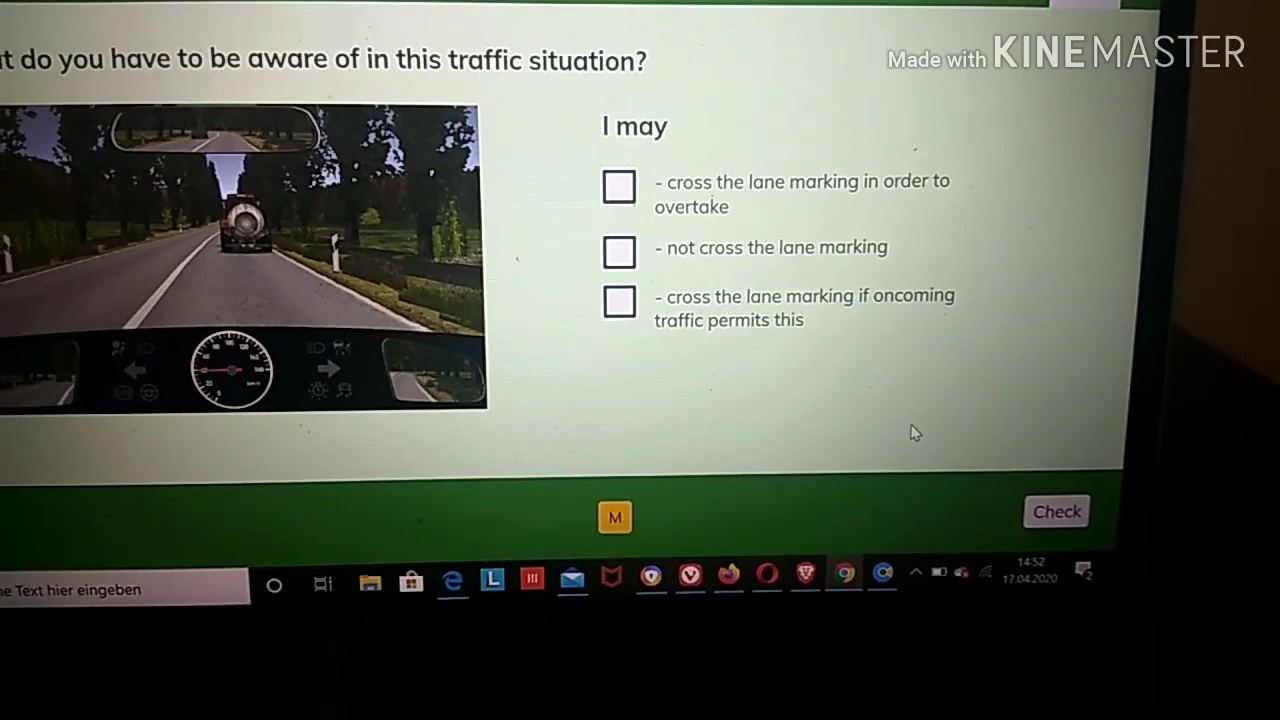 t do you have to be aware of in this traffic situation?
Made with KINEMASTER
I may
- cross the lane marking in order to
overtake
- not cross the lane marking
- cross the lane marking if oncoming
traffic permits this
M
Check
e Text hier eingeben
14:52
17.04.2020